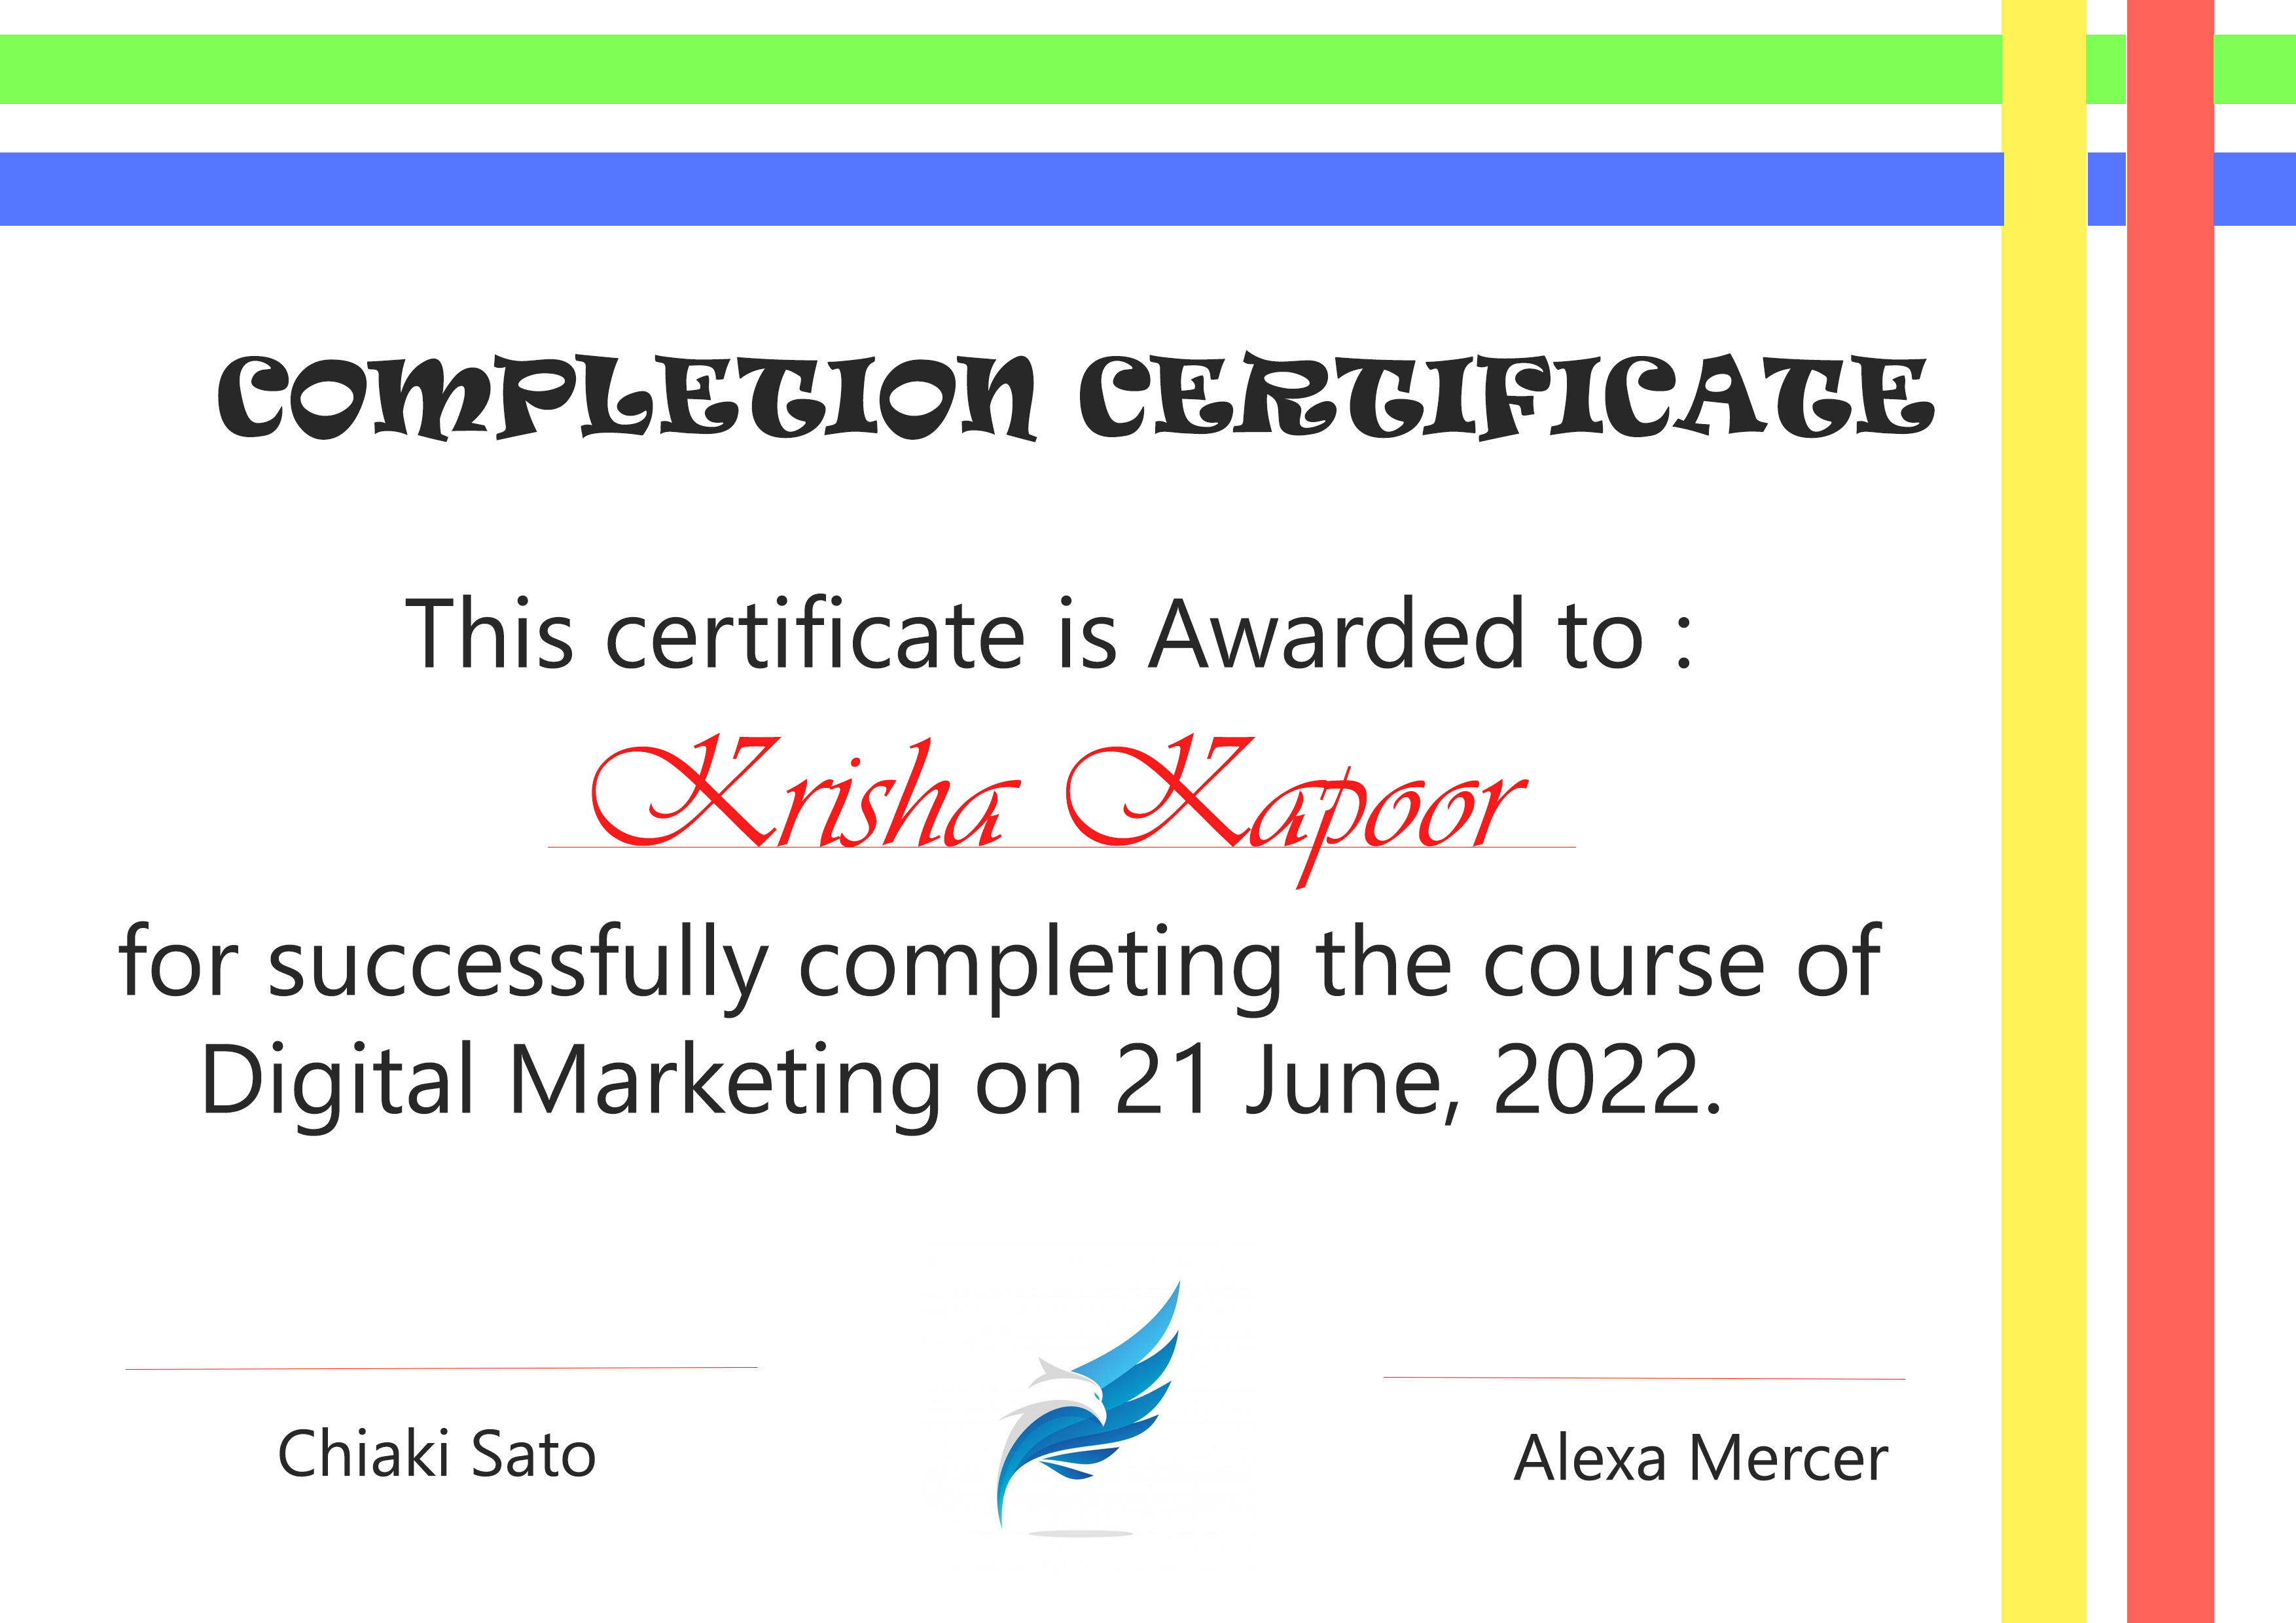 COMPLETION CERTIFICATE
This certificate is Awarded to :
Krisha Kapoor
for successfully completing the course of
Digital Marketing on 21 June, 2022.
Chiaki Sato
Alexa Mercer